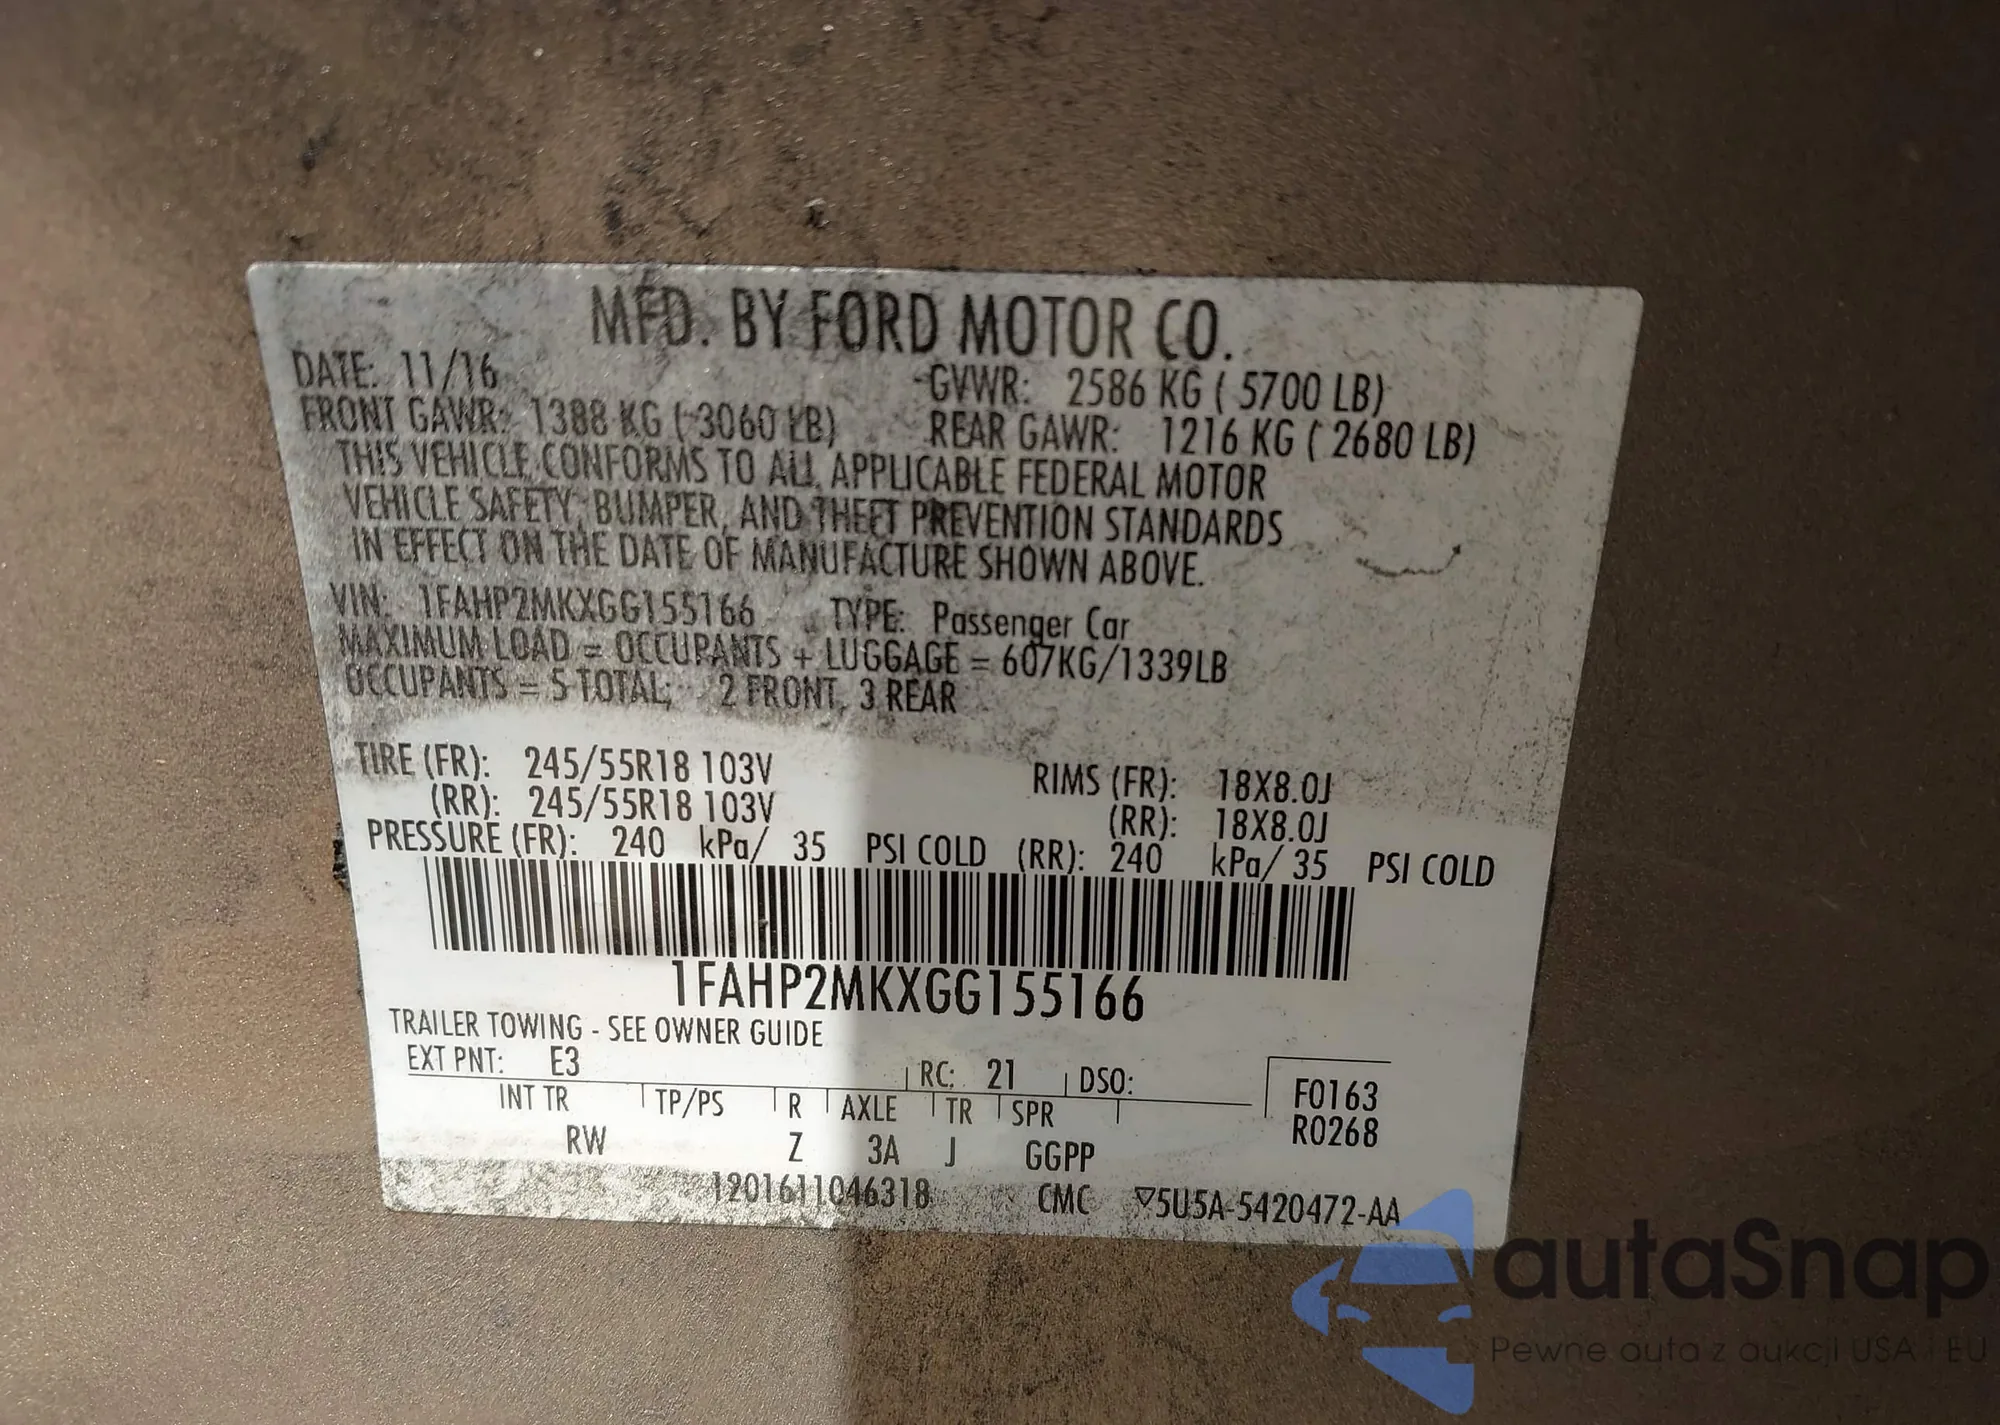 MFD. BY FORD MOTOR CO.
DATE: 11/16 GVWR: 2586 KG ( 5700 LB)
FRONT GAWR: 1388 KG ( 3060 LB) REAR GAWR: 1216 KG ( 2680 LB)
THIS VEHICLE CONFORMS TO ALL APPLICABLE FEDERAL MOTOR
VEHICLE SAFETY, BUMPER, AND THEFT PREVENTION STANDARDS
IN EFFECT ON THE DATE OF MANUFACTURE SHOWN ABOVE.
VIN: 1FAHP2MKXGG155166 TYPE: Passenger Car
MAXIMUM LOAD = OCCUPANTS + LUGGAGE = 607KG/1339LB
OCCUPANTS = 5 TOTAL; 2 FRONT, 3 REAR
TIRE (FR): 245/55R18 103V RIMS (FR): 18X8.0J
(RR): 245/55R18 103V (RR): 18X8.0J
PRESSURE (FR): 240 kPa/ 35 PSI COLD (RR): 240 kPa/ 35 PSI COLD
1FAHP2MKXGG155166
TRAILER TOWING - SEE OWNER GUIDE
EXT PNT: E3 RC: 21 DSO: F0163
INT TR TP/PS R AXLE TR SPR R0268
RW Z 3A J GGPP
1201611046318 CMC ▽5U5A-5420472-AA
autaSnap
Pewne auta z aukcji USA i EU